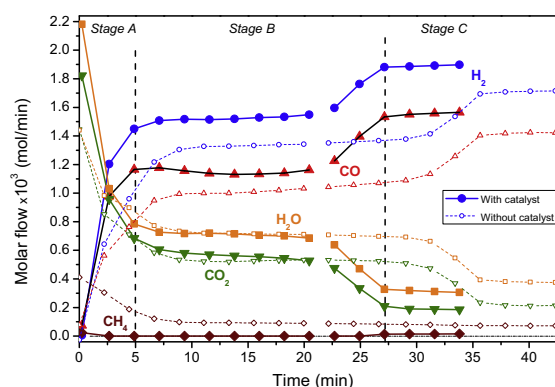 Stage A
Stage B
Stage C
2.2
2.0
1.8
1.6
1.4
1.2
1.0
0.8
0.6
0.4
0.2
0.0
Molar flow x10³ (mol/min)
H₂
CO
H₂O
CO₂
CH₄
With catalyst
Without catalyst
0
5
10
15
20
25
30
35
40
Time (min)